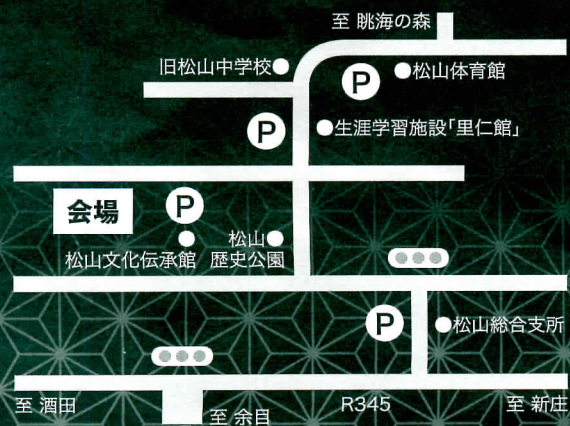 至 眺海の森
旧松山中学校
P
松山体育館
P
生涯学習施設「里仁館」
会場
P
松山文化伝承館
松山
歴史公園
P
松山総合支所
至 酒田
至 余目
R345
至 新庄